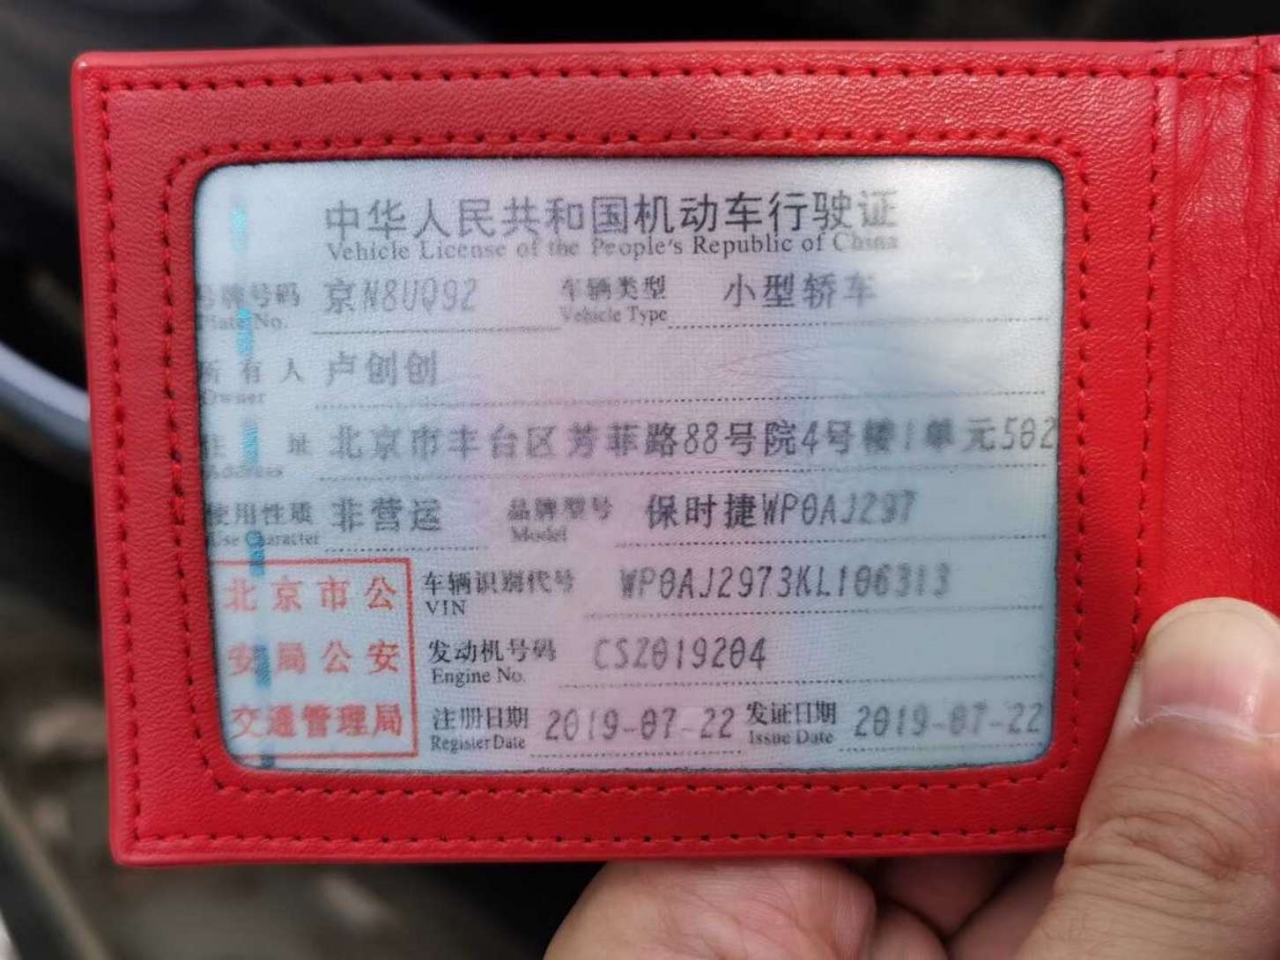 中华人民共和国机动车行驶证
Vehicle License of the People's Republic of China
号牌号码 京N8UQ92 车辆类型 小型轿车
Plate No. Vehicle Type
所有人 卢创创
Owner
住址 北京市丰台区芳菲路88号院4号楼1单元502
Address
使用性质 非营运 品牌型号 保时捷WP0AJ297
Use Character Model
北京市公 车辆识别代号 WP0AJ2973KL106313
VIN
安局公安 发动机号码 CSZ019204
Engine No.
交通管理局 注册日期 2019-07-22 发证日期 2019-07-22
Register Date Issue Date